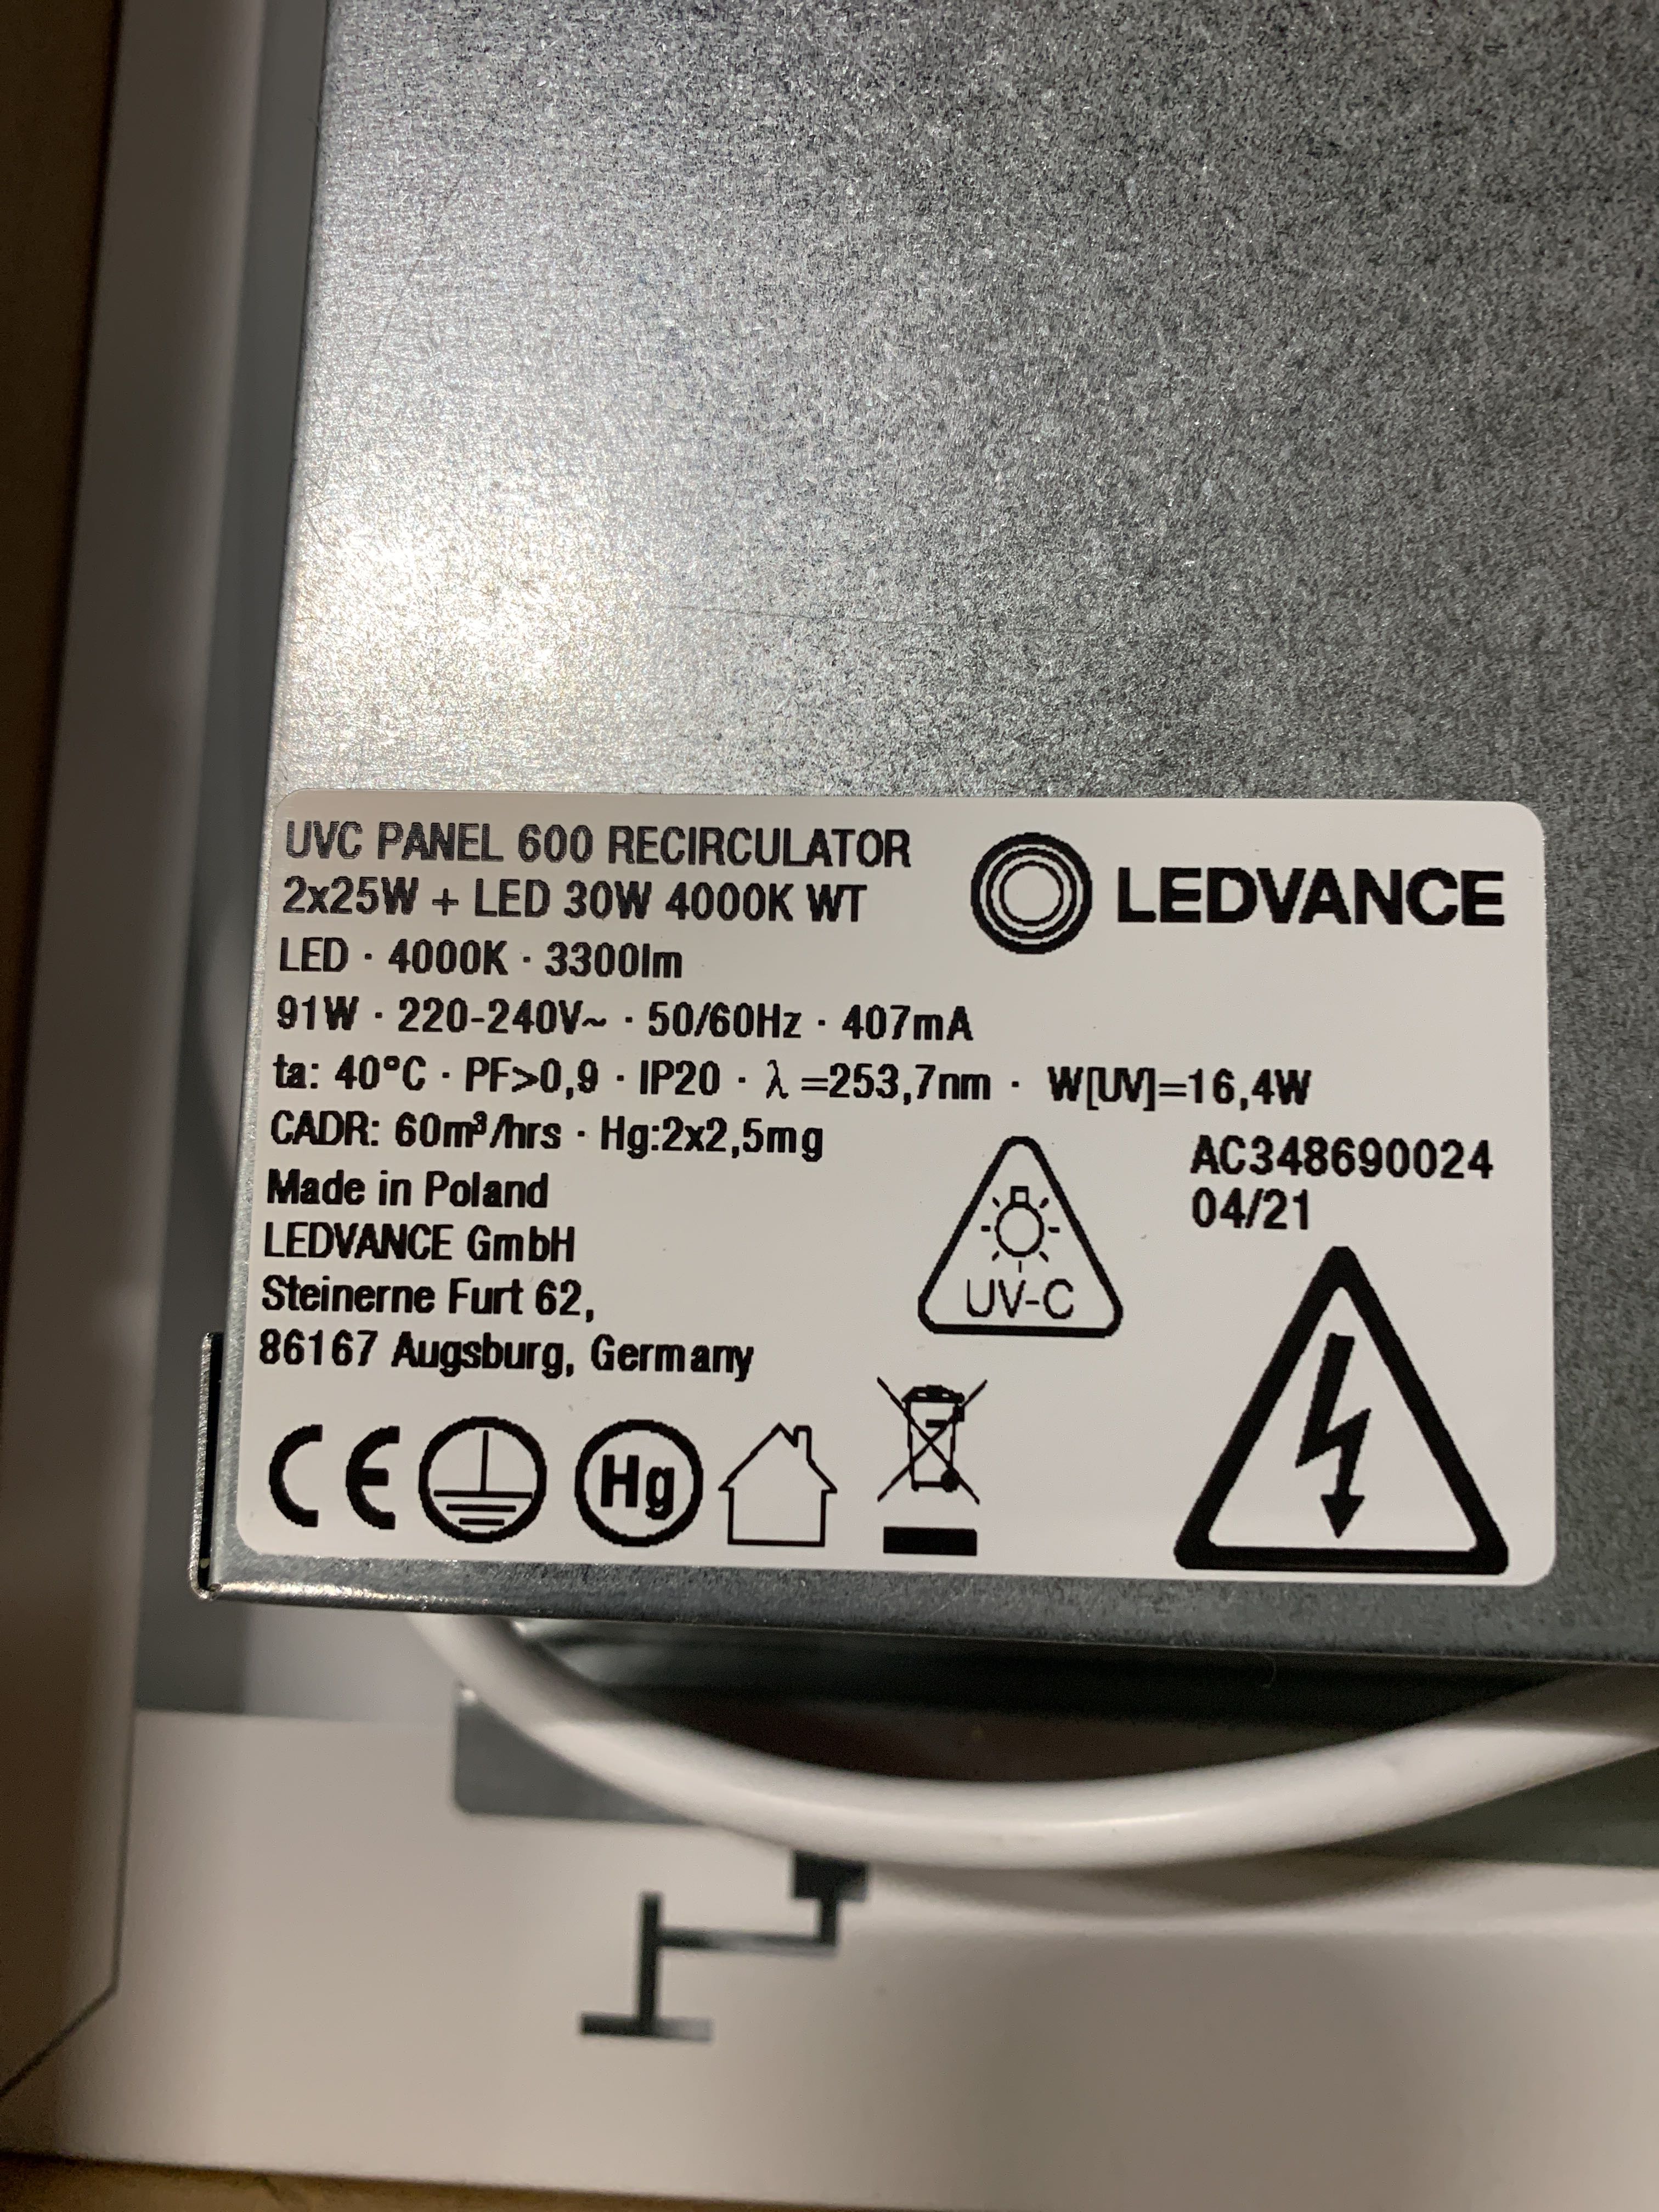 UVC PANEL 600 RECIRCULATOR
2x25W + LED 30W 4000K WT
LEDVANCE
LED · 4000K · 3300lm
91W · 220-240V~ · 50/60Hz · 407mA
ta: 40°C · PF>0,9 · IP20 · λ =253,7nm · W[UV]=16,4W
CADR: 60m³/hrs · Hg:2x2,5mg
AC348690024
04/21
Made in Poland
LEDVANCE GmbH
Steinerne Furt 62,
86167 Augsburg, Germany
UV-C
CE
Hg